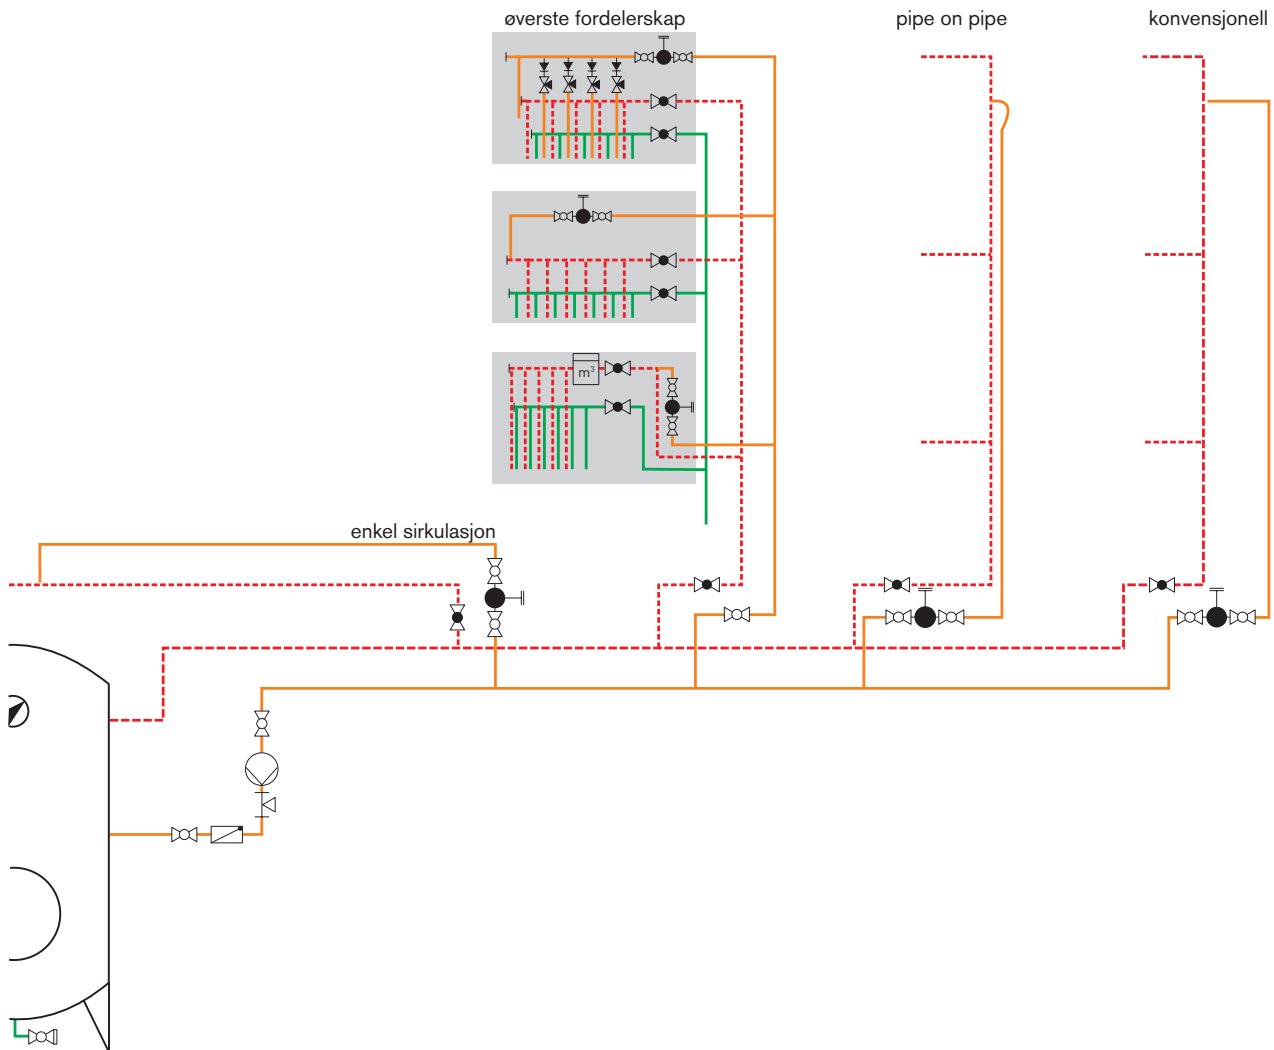 øverste fordelerskap
pipe on pipe
konvensjonell
m³
enkel sirkulasjon